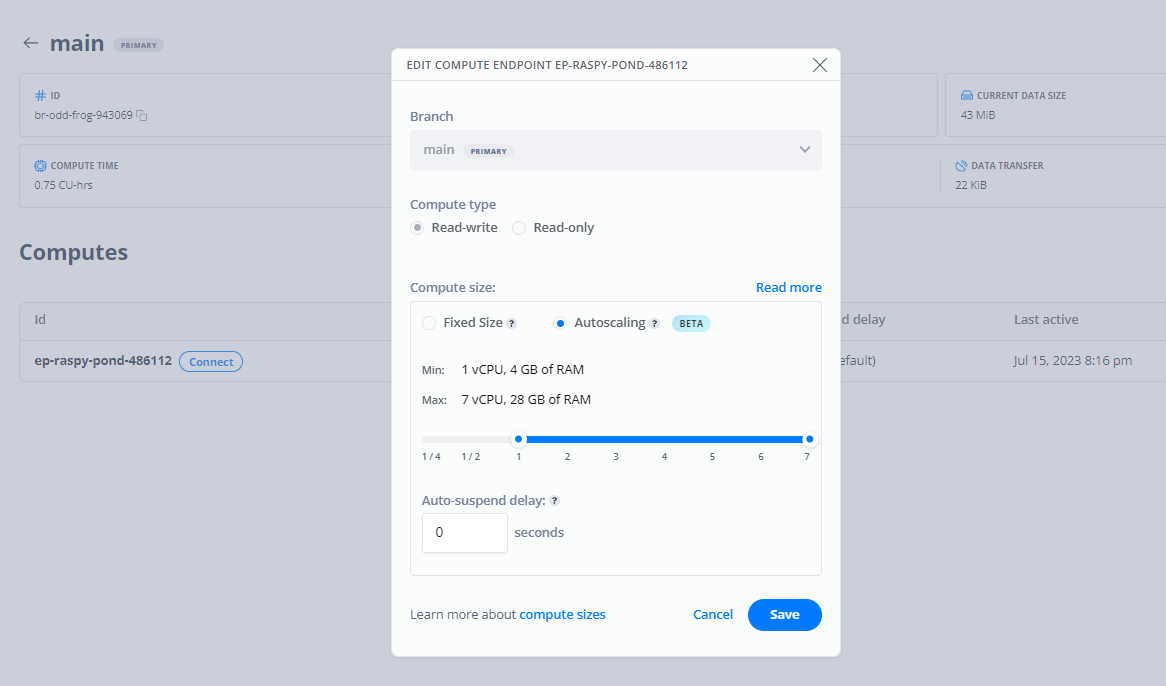 main PRIMARY
ID
br-odd-frog-943069
CURRENT DATA SIZE
43 MiB
COMPUTE TIME
0.75 CU-hrs
DATA TRANSFER
22 KiB
Computes
Id
d delay
Last active
ep-raspy-pond-486112 Connect
efault)
Jul 15, 2023 8:16 pm
EDIT COMPUTE ENDPOINT EP-RASPY-POND-486112
Branch
main PRIMARY
Compute type
Read-write Read-only
Compute size: Read more
Fixed Size ? Autoscaling ? BETA
Min: 1 vCPU, 4 GB of RAM
Max: 7 vCPU, 28 GB of RAM
1 / 4 1 / 2 1 2 3 4 5 6 7
Auto-suspend delay: ?
0 seconds
Learn more about compute sizes Cancel Save